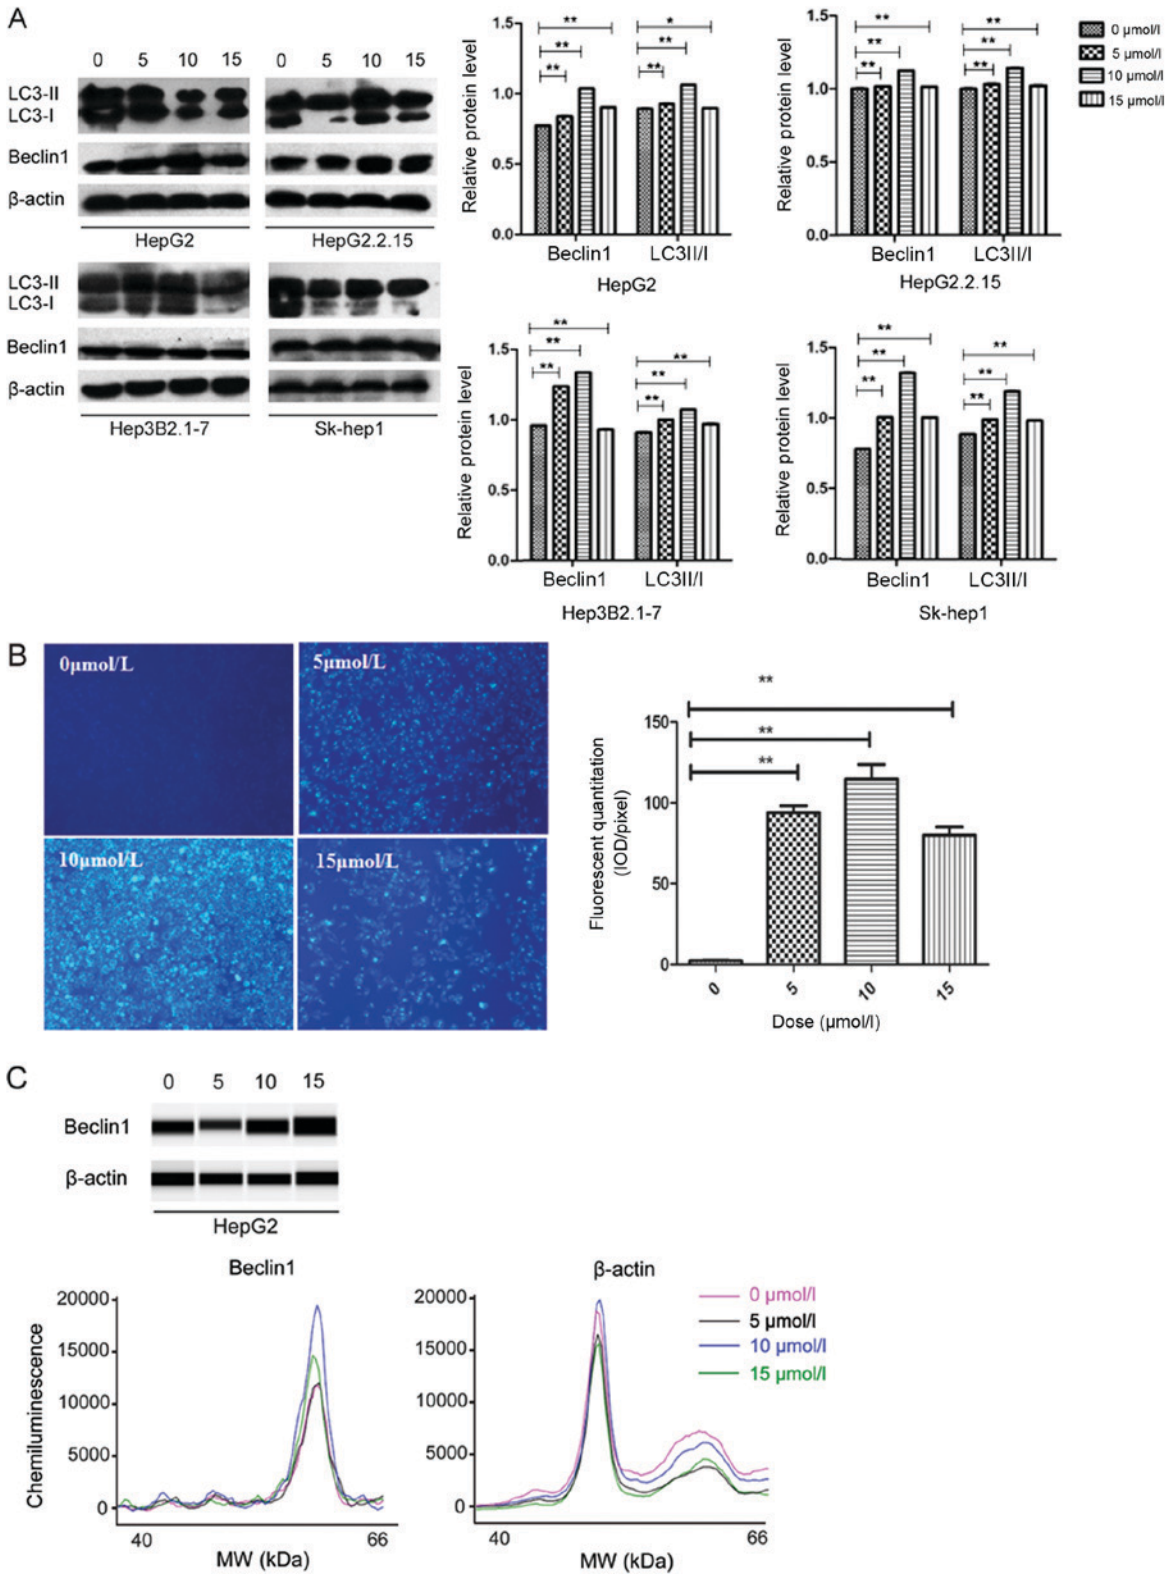 A
0 5 10 15
0 5 10 15
LC3-II
LC3-I
Beclin1
β-actin
HepG2
HepG2.2.15
LC3-II
LC3-I
Beclin1
β-actin
Hep3B2.1-7
Sk-hep1
Relative protein level
1.5
1.0
0.5
0.0
**
**
**
*
**
**
Beclin1
LC3II/I
HepG2
Relative protein level
1.5
1.0
0.5
0.0
**
**
**
**
**
**
Beclin1
LC3II/I
HepG2.2.15
0 μmol/l
5 μmol/l
10 μmol/l
15 μmol/l
Relative protein level
1.5
1.0
0.5
0.0
**
**
**
**
**
**
Beclin1
LC3II/I
Hep3B2.1-7
Relative protein level
1.5
1.0
0.5
0.0
**
**
**
**
**
**
Beclin1
LC3II/I
Sk-hep1
B
0μmol/L
5μmol/L
10μmol/L
15μmol/L
Fluorescent quantitation
(IOD/pixel)
150
100
50
0
**
**
**
0 5 10 15
Dose (μmol/l)
C
0 5 10 15
Beclin1
β-actin
HepG2
Beclin1
Chemiluminescence
20000
15000
10000
5000
0
40 66
MW (kDa)
β-actin
20000
15000
10000
5000
0
40 66
MW (kDa)
0 μmol/l
5 μmol/l
10 μmol/l
15 μmol/l